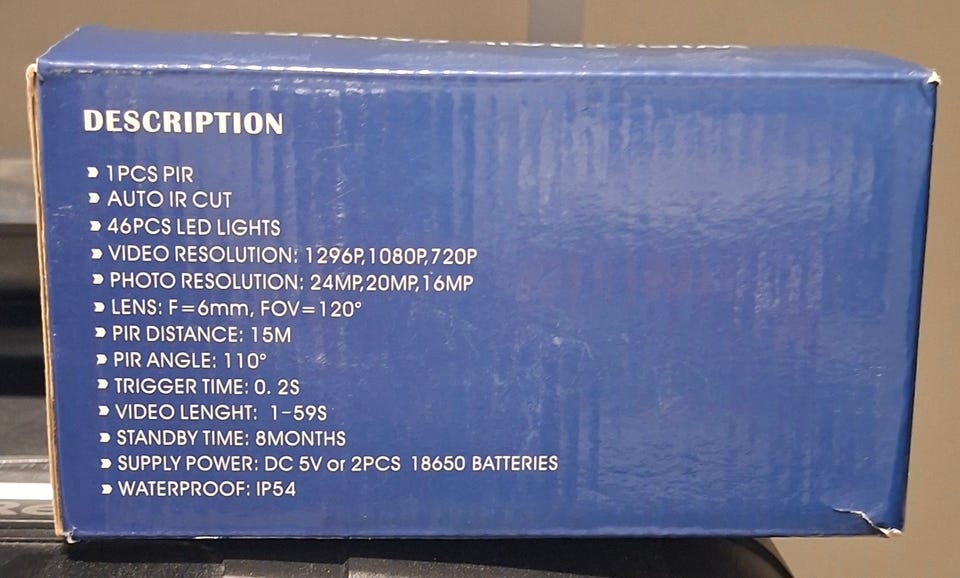 DESCRIPTION
1PCS PIR
AUTO IR CUT
46PCS LED LIGHTS
VIDEO RESOLUTION: 1296P,1080P,720P
PHOTO RESOLUTION: 24MP,20MP,16MP
LENS: F=6mm, FOV=120°
PIR DISTANCE: 15M
PIR ANGLE: 110°
TRIGGER TIME: 0. 2S
VIDEO LENGHT: 1-59S
STANDBY TIME: 8MONTHS
SUPPLY POWER: DC 5V or 2PCS 18650 BATTERIES
WATERPROOF: IP54